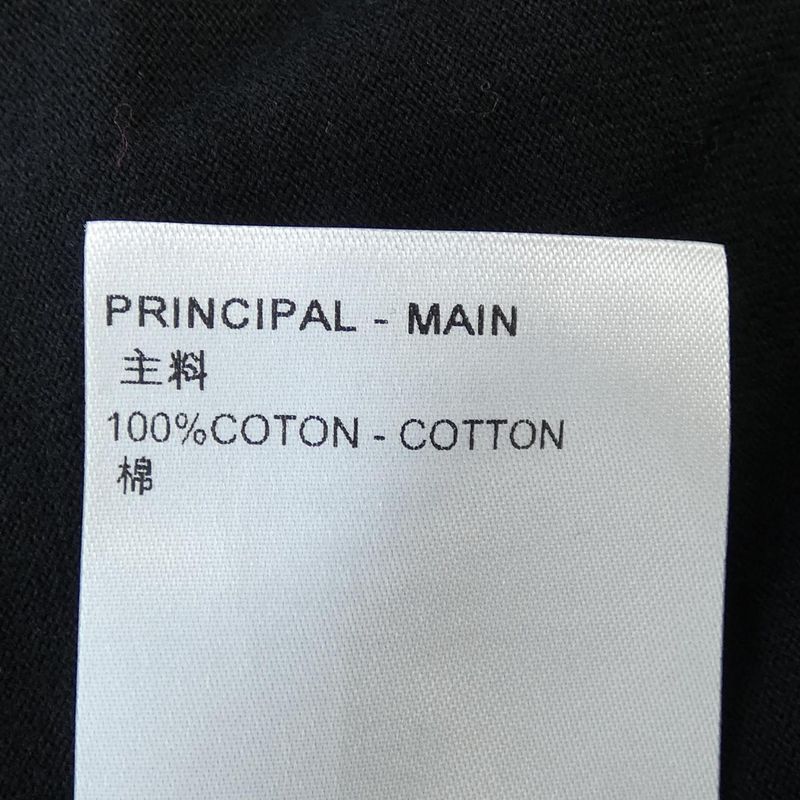 PRINCIPAL - MAIN
主料
100%COTON - COTTON
棉